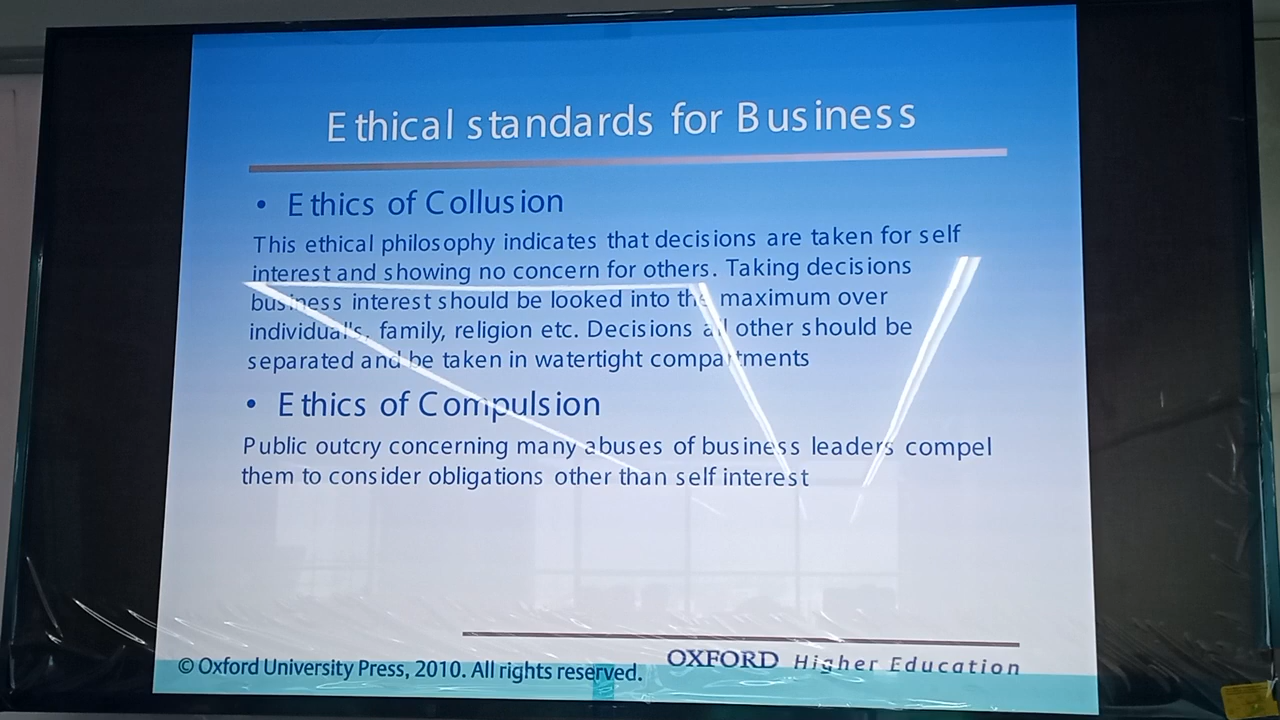 Ethical standards for Business
• Ethics of Collusion
This ethical philosophy indicates that decisions are taken for self
interest and showing no concern for others. Taking decisions
business interest should be looked into the maximum over
individual's, family, religion etc. Decisions all other should be
separated and be taken in watertight compartments
• Ethics of Compulsion
Public outcry concerning many abuses of business leaders compel
them to consider obligations other than self interest
© Oxford University Press, 2010. All rights reserved.
OXFORD Higher Education